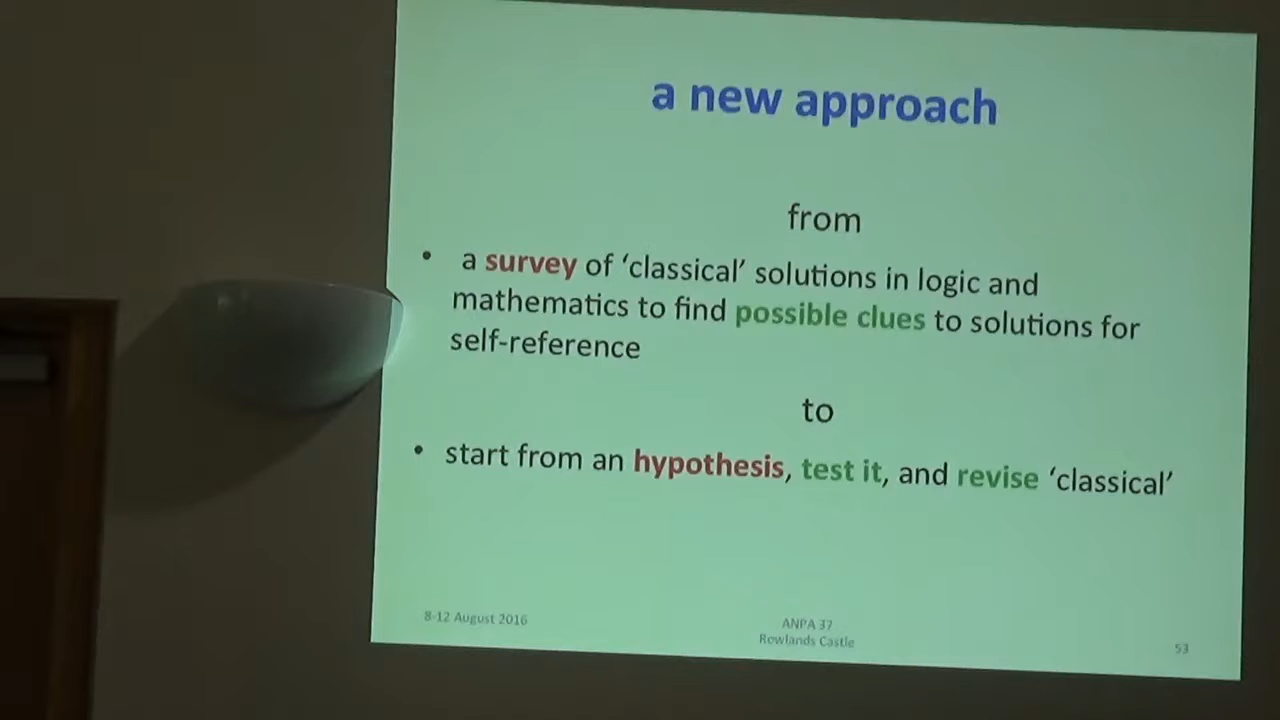 a new approach
from
• a survey of ‘classical’ solutions in logic and
mathematics to find possible clues to solutions for
self-reference
to
• start from an hypothesis, test it, and revise ‘classical’
8-12 August 2016
ANPA 37
Rowlands Castle
53